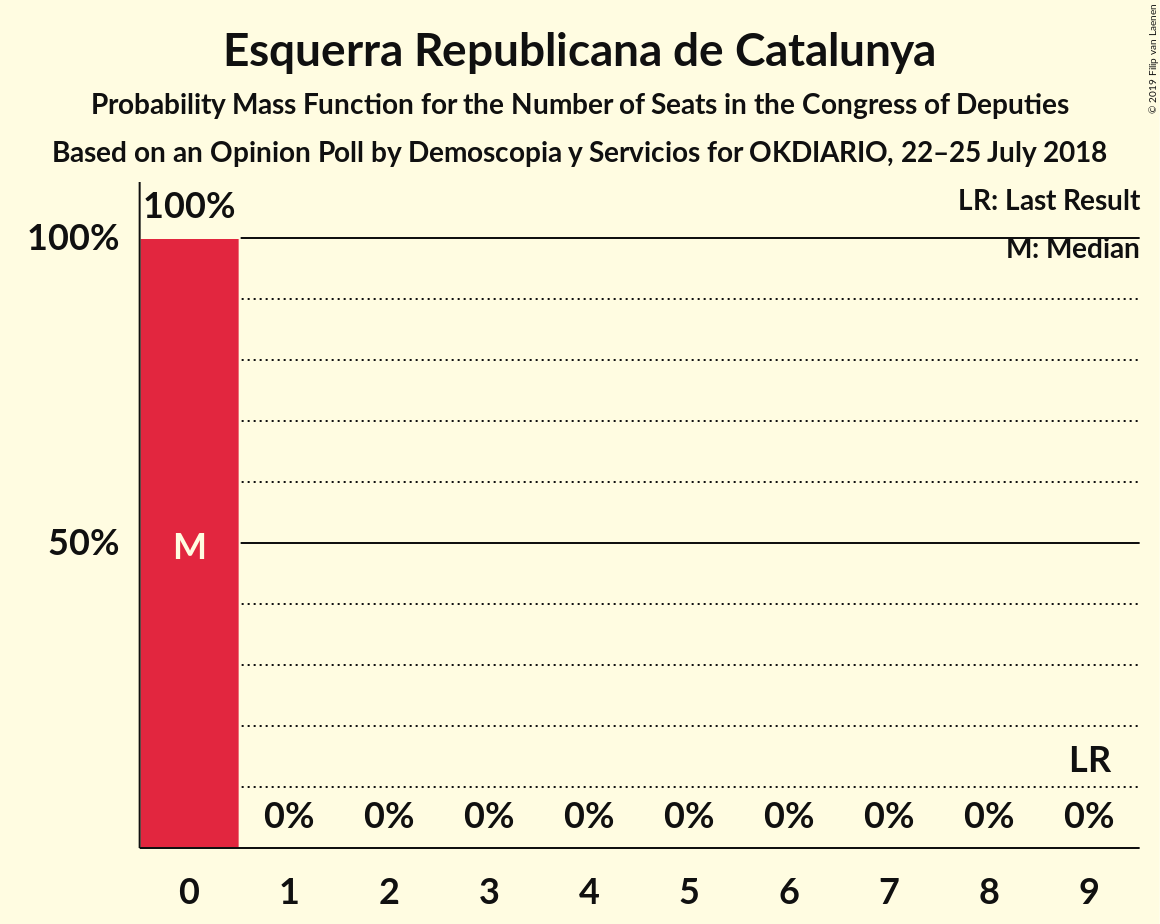 Esquerra Republicana de Catalunya
Probability Mass Function for the Number of Seats in the Congress of Deputies
Based on an Opinion Poll by Demoscopia y Servicios for OKDIARIO, 22–25 July 2018
© 2019 Filip van Laenen
LR: Last Result
M: Median
100%
100%
50%
M
LR
0% 0% 0% 0% 0% 0% 0% 0% 0%
0 1 2 3 4 5 6 7 8 9